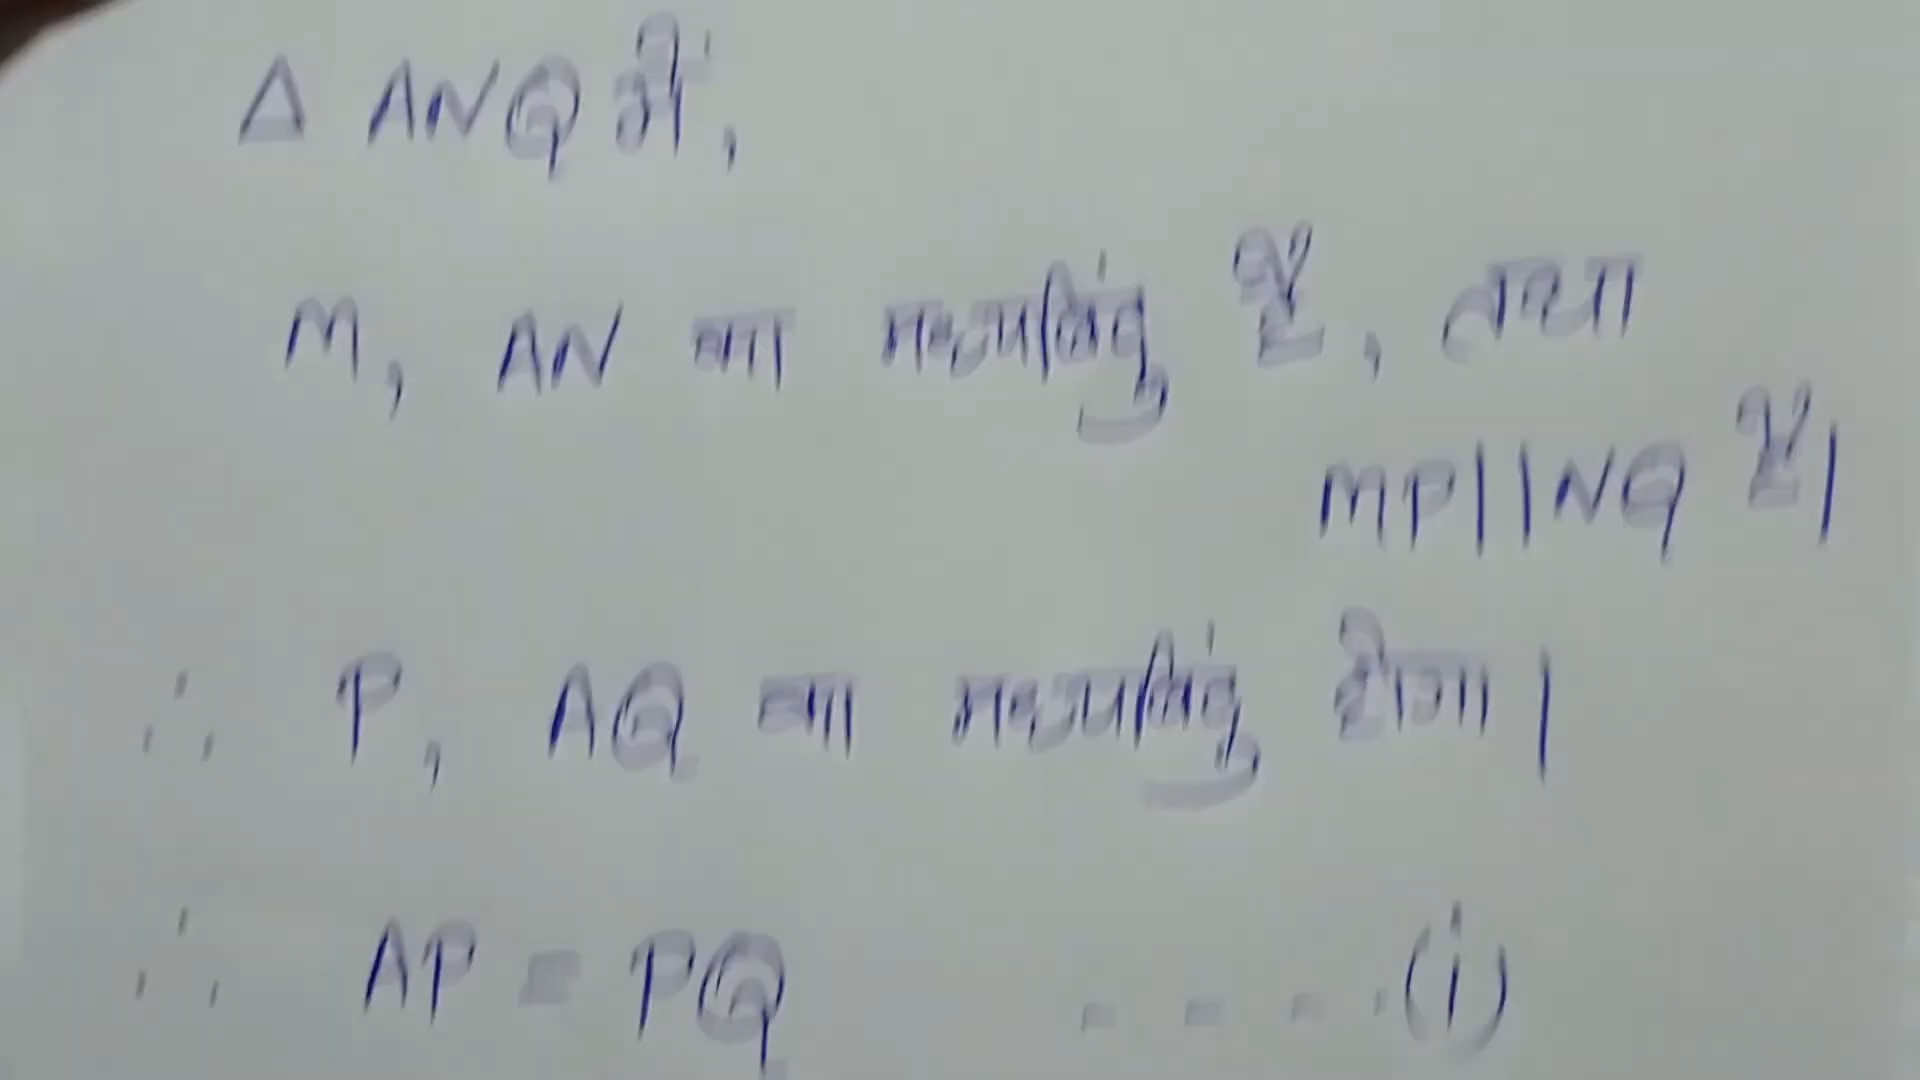 Δ ANQ में,
M, AN का मध्यबिंदु है, तथा
MP||NQ है|
∴ P, AQ का मध्यबिंदु होगा|
∴ AP = PQ - - - -(i)